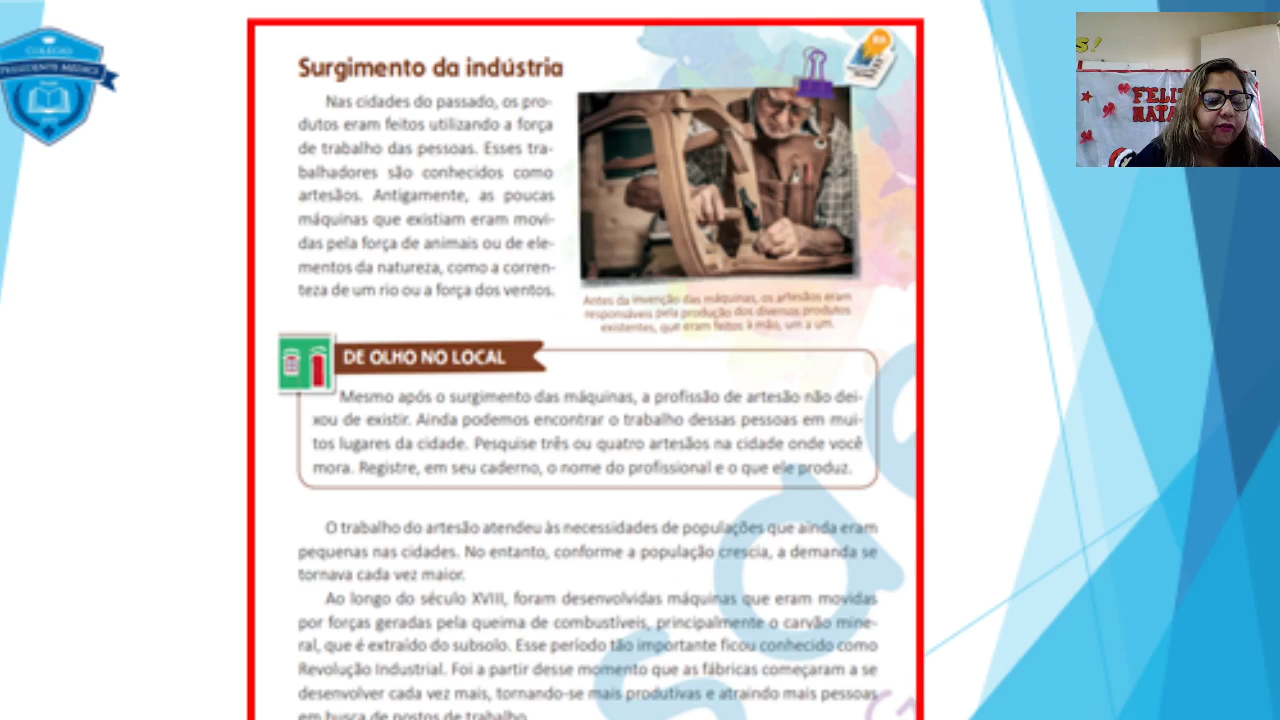 COLÉGIO
PRESIDENTE MÉDICI
Surgimento da indústria
Nas cidades do passado, os pro-
dutos eram feitos utilizando a força
de trabalho das pessoas. Esses tra-
balhadores são conhecidos como
artesãos. Antigamente, as poucas
máquinas que existiam eram movi-
das pela força de animais ou de ele-
mentos da natureza, como a corren-
teza de um rio ou a força dos ventos.
Antes da invenção das máquinas, os artesãos eram
responsáveis pela produção dos diversos produtos
existentes, que eram feitos à mão, um a um.
DE OLHO NO LOCAL
Mesmo após o surgimento das máquinas, a profissão de artesão não dei-
xou de existir. Ainda podemos encontrar o trabalho dessas pessoas em mui-
tos lugares da cidade. Pesquise três ou quatro artesãos na cidade onde você
mora. Registre, em seu caderno, o nome do profissional e o que ele produz.
O trabalho do artesão atendeu às necessidades de populações que ainda eram
pequenas nas cidades. No entanto, conforme a população crescia, a demanda se
tornava cada vez maior.
Ao longo do século XVIII, foram desenvolvidas máquinas que eram movidas
por forças geradas pela queima de combustíveis, principalmente o carvão mine-
ral, que é extraído do subsolo. Esse período tão importante ficou conhecido como
Revolução Industrial. Foi a partir desse momento que as fábricas começaram a se
desenvolver cada vez mais, tornando-se mais produtivas e atraindo mais pessoas
em busca de postos de trabalho.
S!
FELIZ
NATA